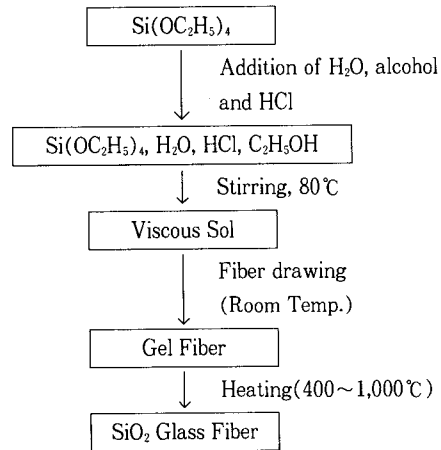 Si(OC₂H₅)₄
Addition of H₂O, alcohol
and HCl
Si(OC₂H₅)₄, H₂O, HCl, C₂H₅OH
Stirring, 80℃
Viscous Sol
Fiber drawing
(Room Temp.)
Gel Fiber
Heating(400～1,000℃)
SiO₂ Glass Fiber